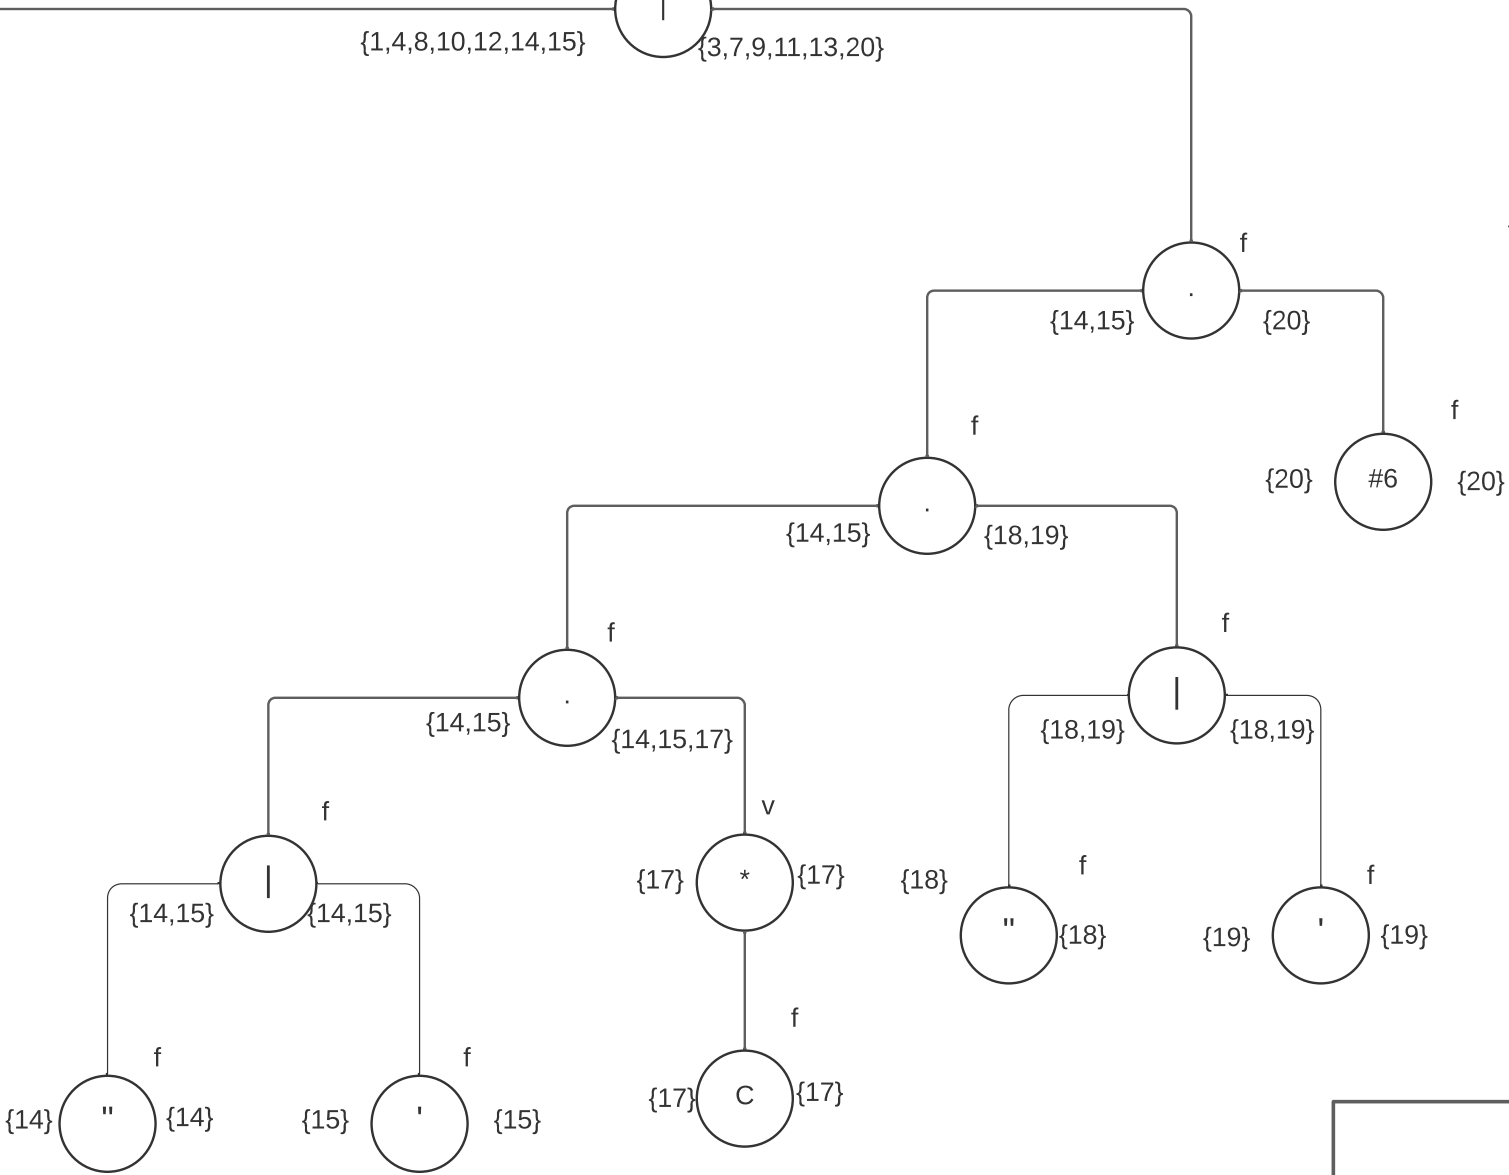 |
{1,4,8,10,12,14,15}
{3,7,9,11,13,20}
f
.
{14,15}
{20}
f
f
{20}
#6
{20}
.
{14,15}
{18,19}
f
f
.
|
{14,15}
{14,15,17}
{18,19}
{18,19}
f
v
|
{17}
*
{17}
{14,15}
{14,15}
f
f
{18}
"
{18}
{19}
'
{19}
f
f
f
{14}
"
{14}
{15}
'
{15}
{17}
C
{17}